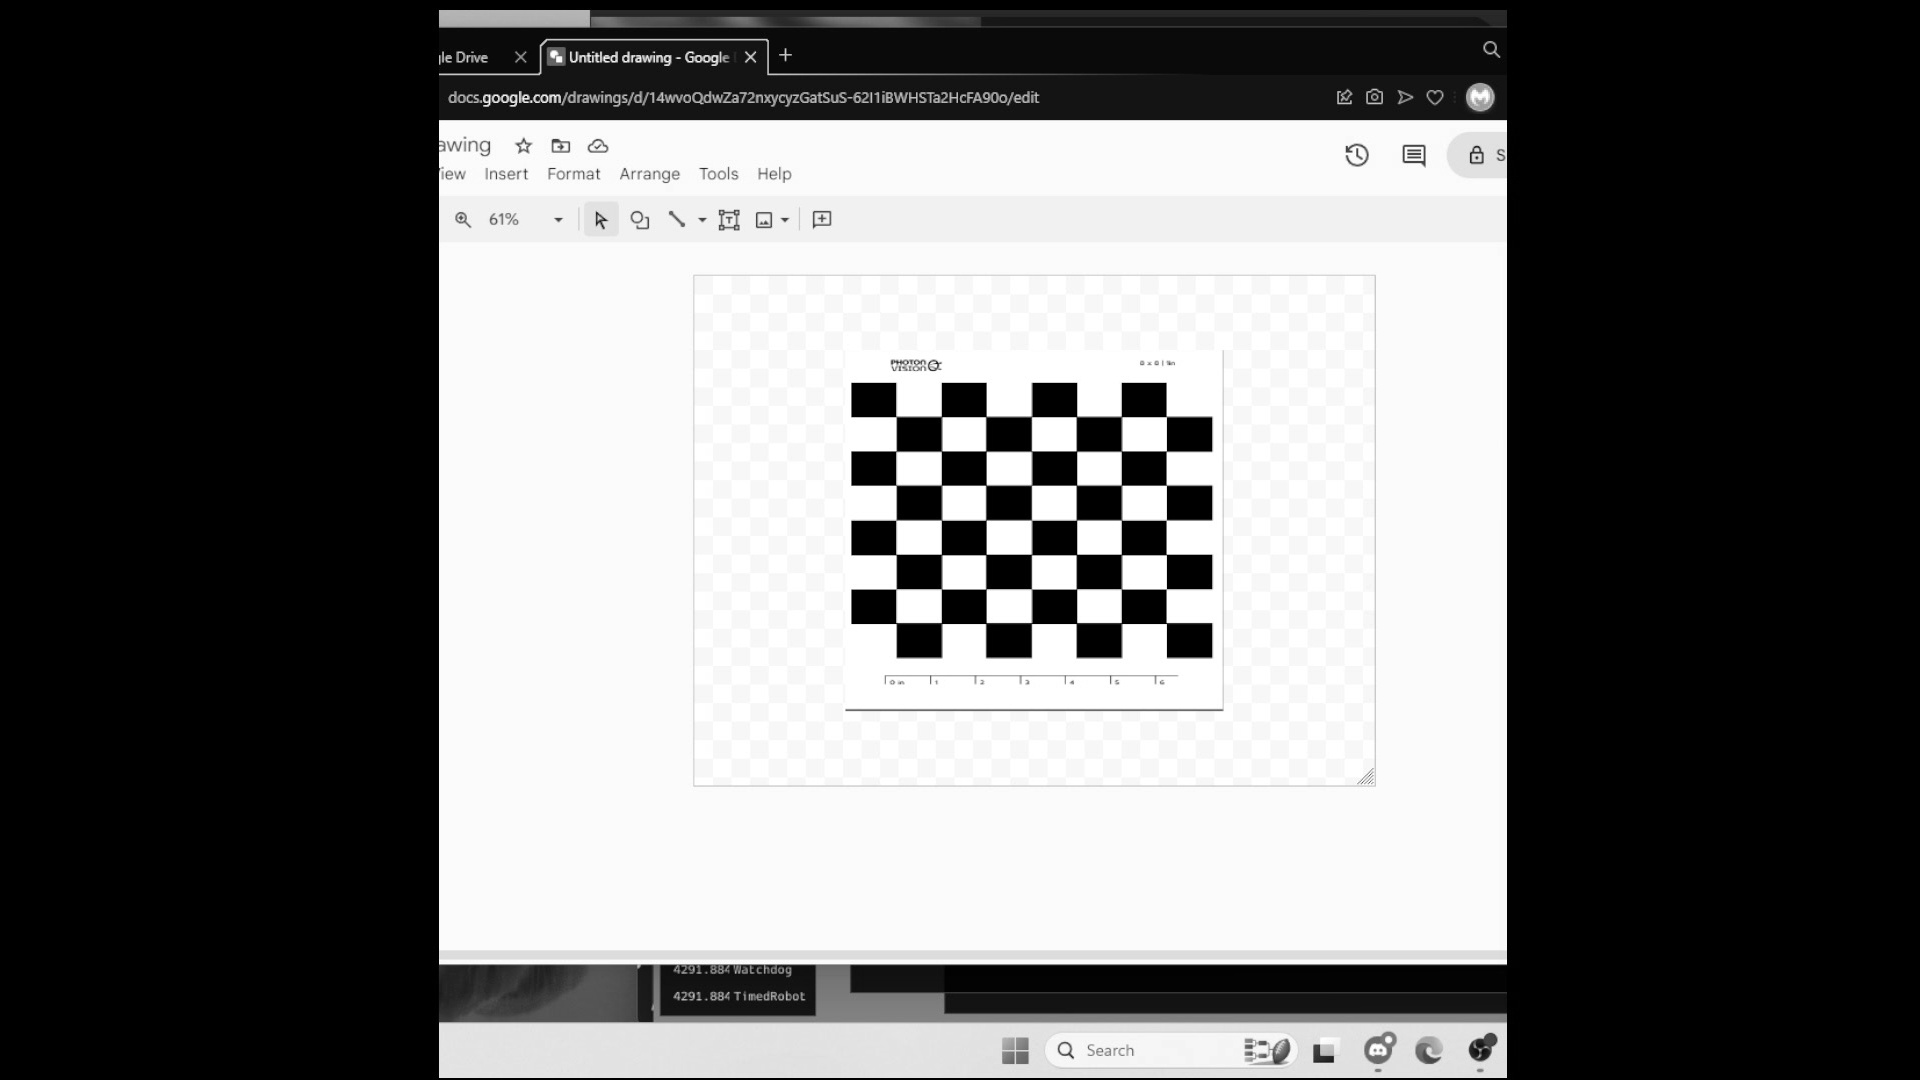 gle Drive
Untitled drawing - Google
docs.google.com/drawings/d/14wvoQdwZa72nxycyzGatSuS-62I1iBWHSTa2HcFA90o/edit
awing
iew Insert Format Arrange Tools Help
S
61%
PHOTON
VISION
8 x 8 | 1in
0 in 1 2 3 4 5 6
4291.884 Watchdog
4291.884 TimedRobot
Search